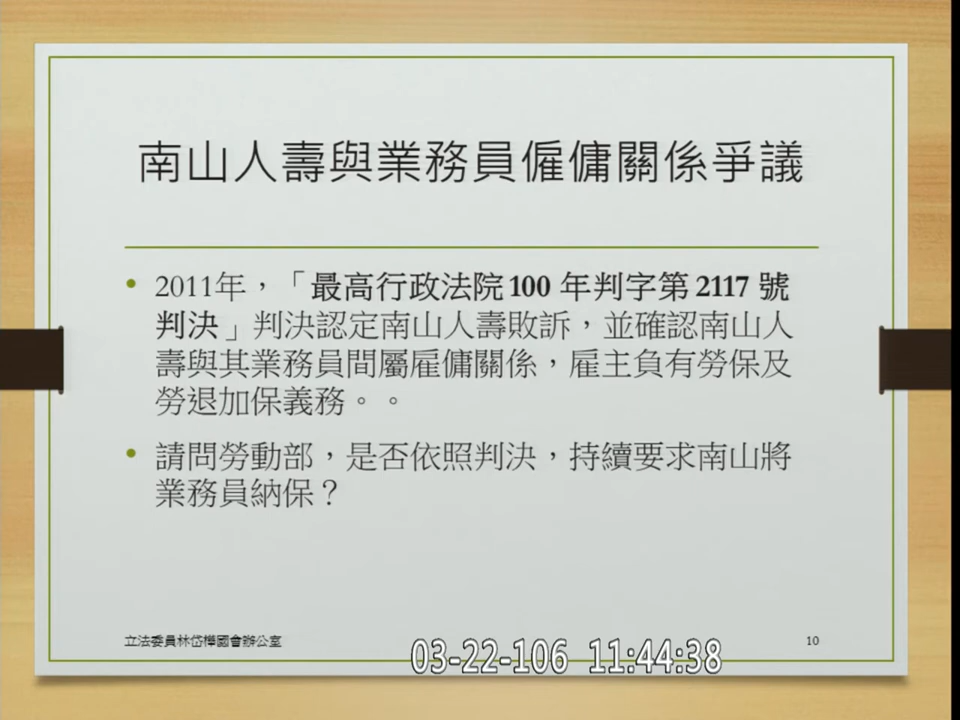 南山人壽與業務員僱傭關係爭議
• 2011年，「最高行政法院100 年判字第 2117 號
判決」判決認定南山人壽敗訴，並確認南山人
壽與其業務員間屬雇傭關係，雇主負有勞保及
勞退加保義務。。
• 請問勞動部，是否依照判決，持續要求南山將
業務員納保？
立法委員林岱樺國會辦公室
10
03-22-106 11:44:38